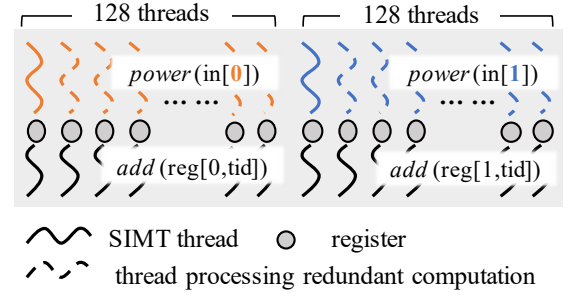 128 threads 128 threads
power(in[0]) power(in[1])
... ... ... ...
add(reg[0,tid]) add(reg[1,tid])
SIMT thread register
thread processing redundant computation